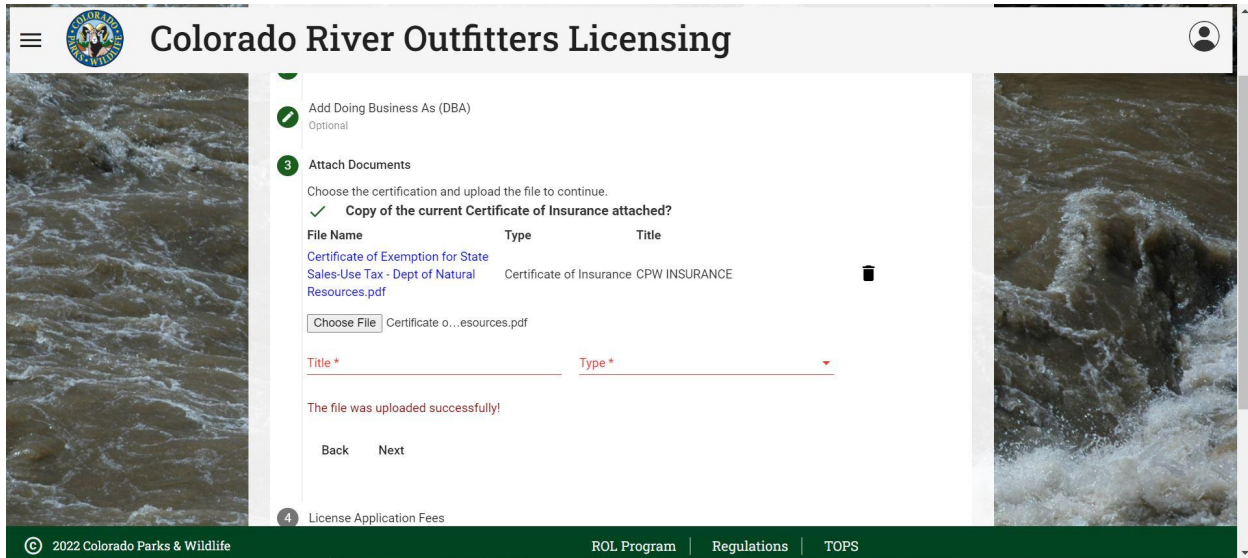 Colorado River Outfitters Licensing
COLORADO
PARKS • WILDLIFE
Add Doing Business As (DBA)
Optional
3 Attach Documents
Choose the certification and upload the file to continue.
Copy of the current Certificate of Insurance attached?
File Name Type Title
Certificate of Exemption for State
Sales-Use Tax - Dept of Natural
Resources.pdf
Certificate of Insurance CPW INSURANCE
Choose File Certificate o...esources.pdf
Title * Type *
The file was uploaded successfully!
Back Next
4 License Application Fees
© 2022 Colorado Parks & Wildlife ROL Program | Regulations | TOPS